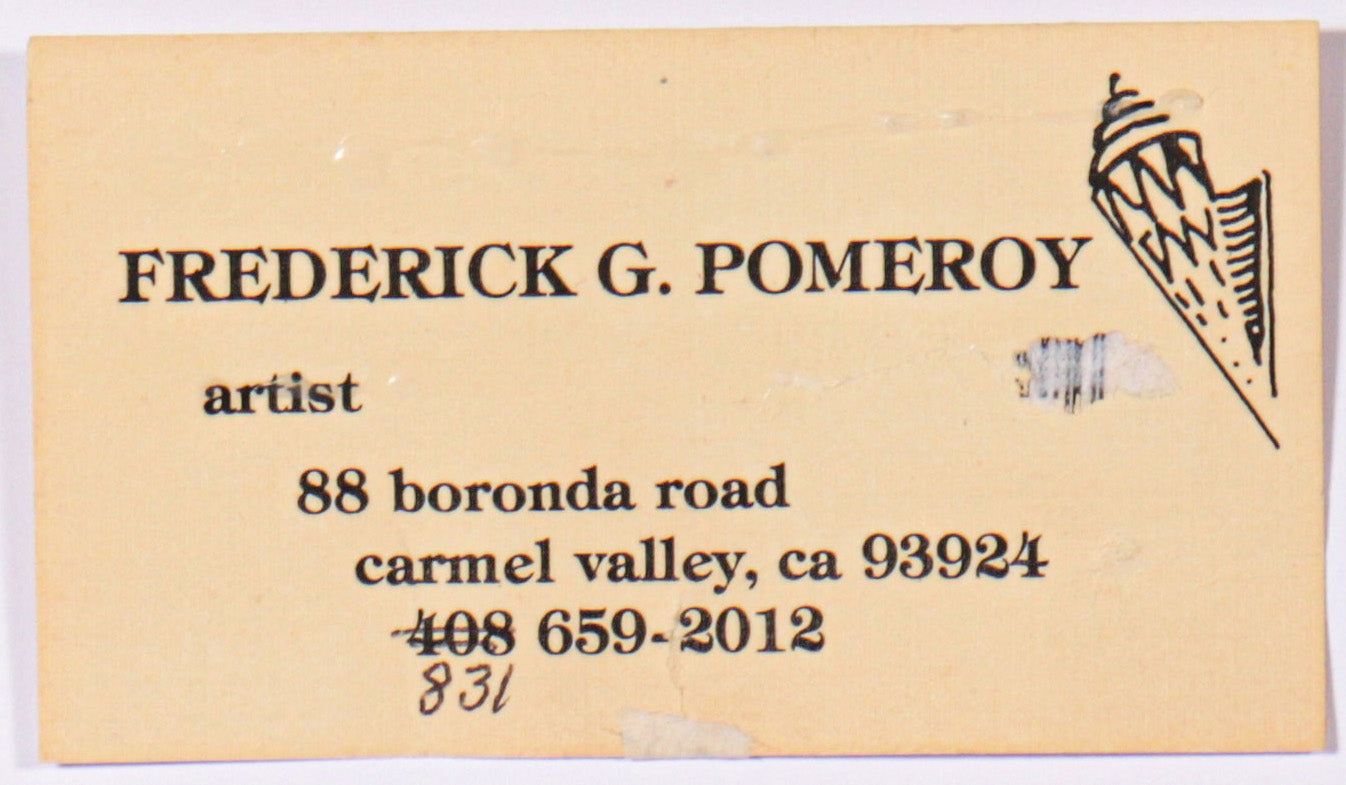 FREDERICK G. POMEROY
artist
88 boronda road
carmel valley, ca 93924
408 659-2012
831